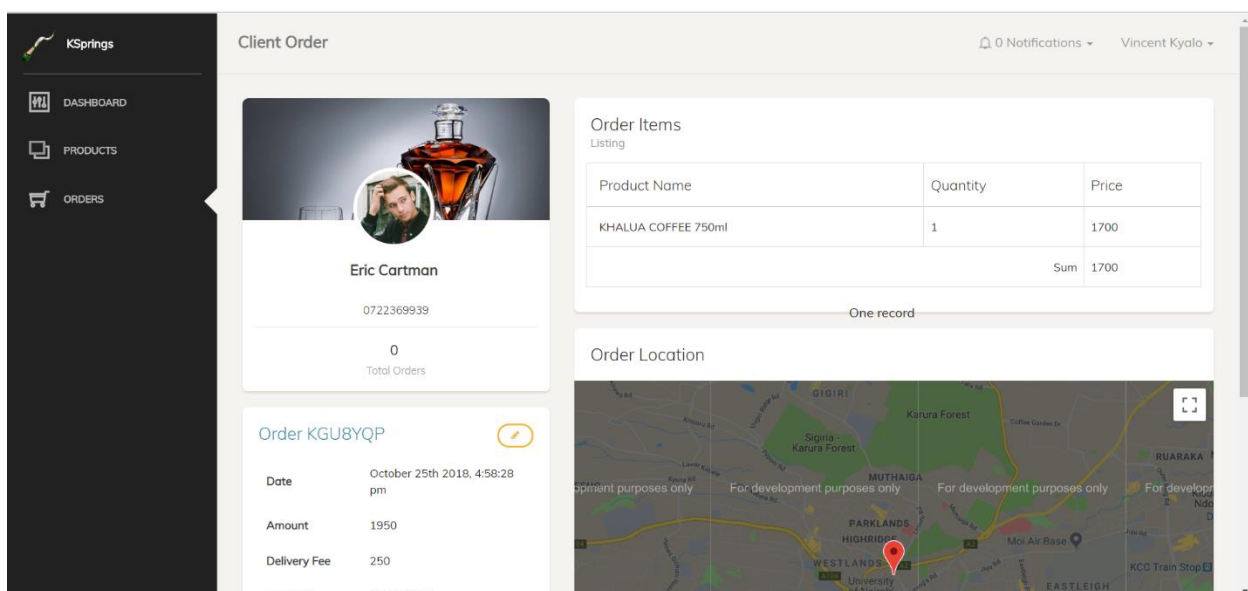 KSprings
DASHBOARD
PRODUCTS
ORDERS
Client Order
0 Notifications
Vincent Kyalo
Eric Cartman
0722369939
0
Total Orders
Order KGU8YQP
Date October 25th 2018, 4:58:28
pm
Amount 1950
Delivery Fee 250
Order Items
Listing
Product Name Quantity Price
KHALUA COFFEE 750ml 1 1700
Sum 1700
One record
Order Location
GIGIRI
Karura Forest
Sigiria -
Karura Forest
RUARAKA
MUTHAIGA
opment purposes only For development purposes only For development purposes only For developm
PARKLANDS
HIGHRIDGE
Moi Air Base
WESTLANDS
KCC Train Stop
University
EASTLEIGH